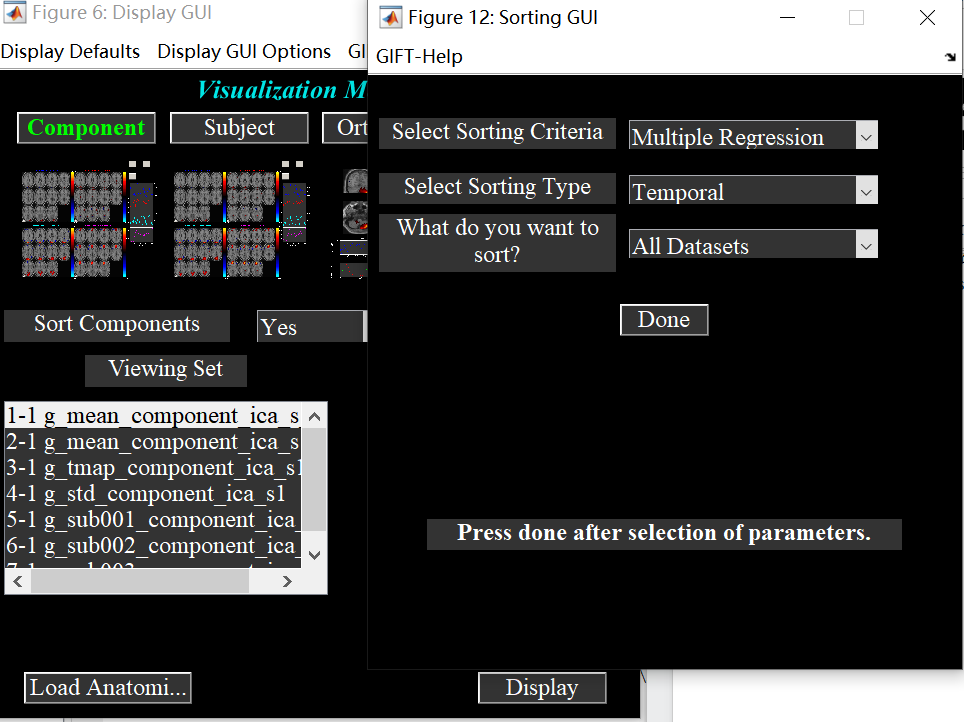 Figure 6: Display GUI
Display Defaults Display GUI Options GI
Visualization M
Component Subject Ort
Sort Components Yes
Viewing Set
1-1 g_mean_component_ica_s
2-1 g_mean_component_ica_s
3-1 g_tmap_component_ica_s1
4-1 g_std_component_ica_s1
5-1 g_sub001_component_ica_
6-1 g_sub002_component_ica_
Load Anatomi...
Display
Figure 12: Sorting GUI
GIFT-Help
Select Sorting Criteria Multiple Regression
Select Sorting Type Temporal
What do you want to
sort? All Datasets
Done
Press done after selection of parameters.